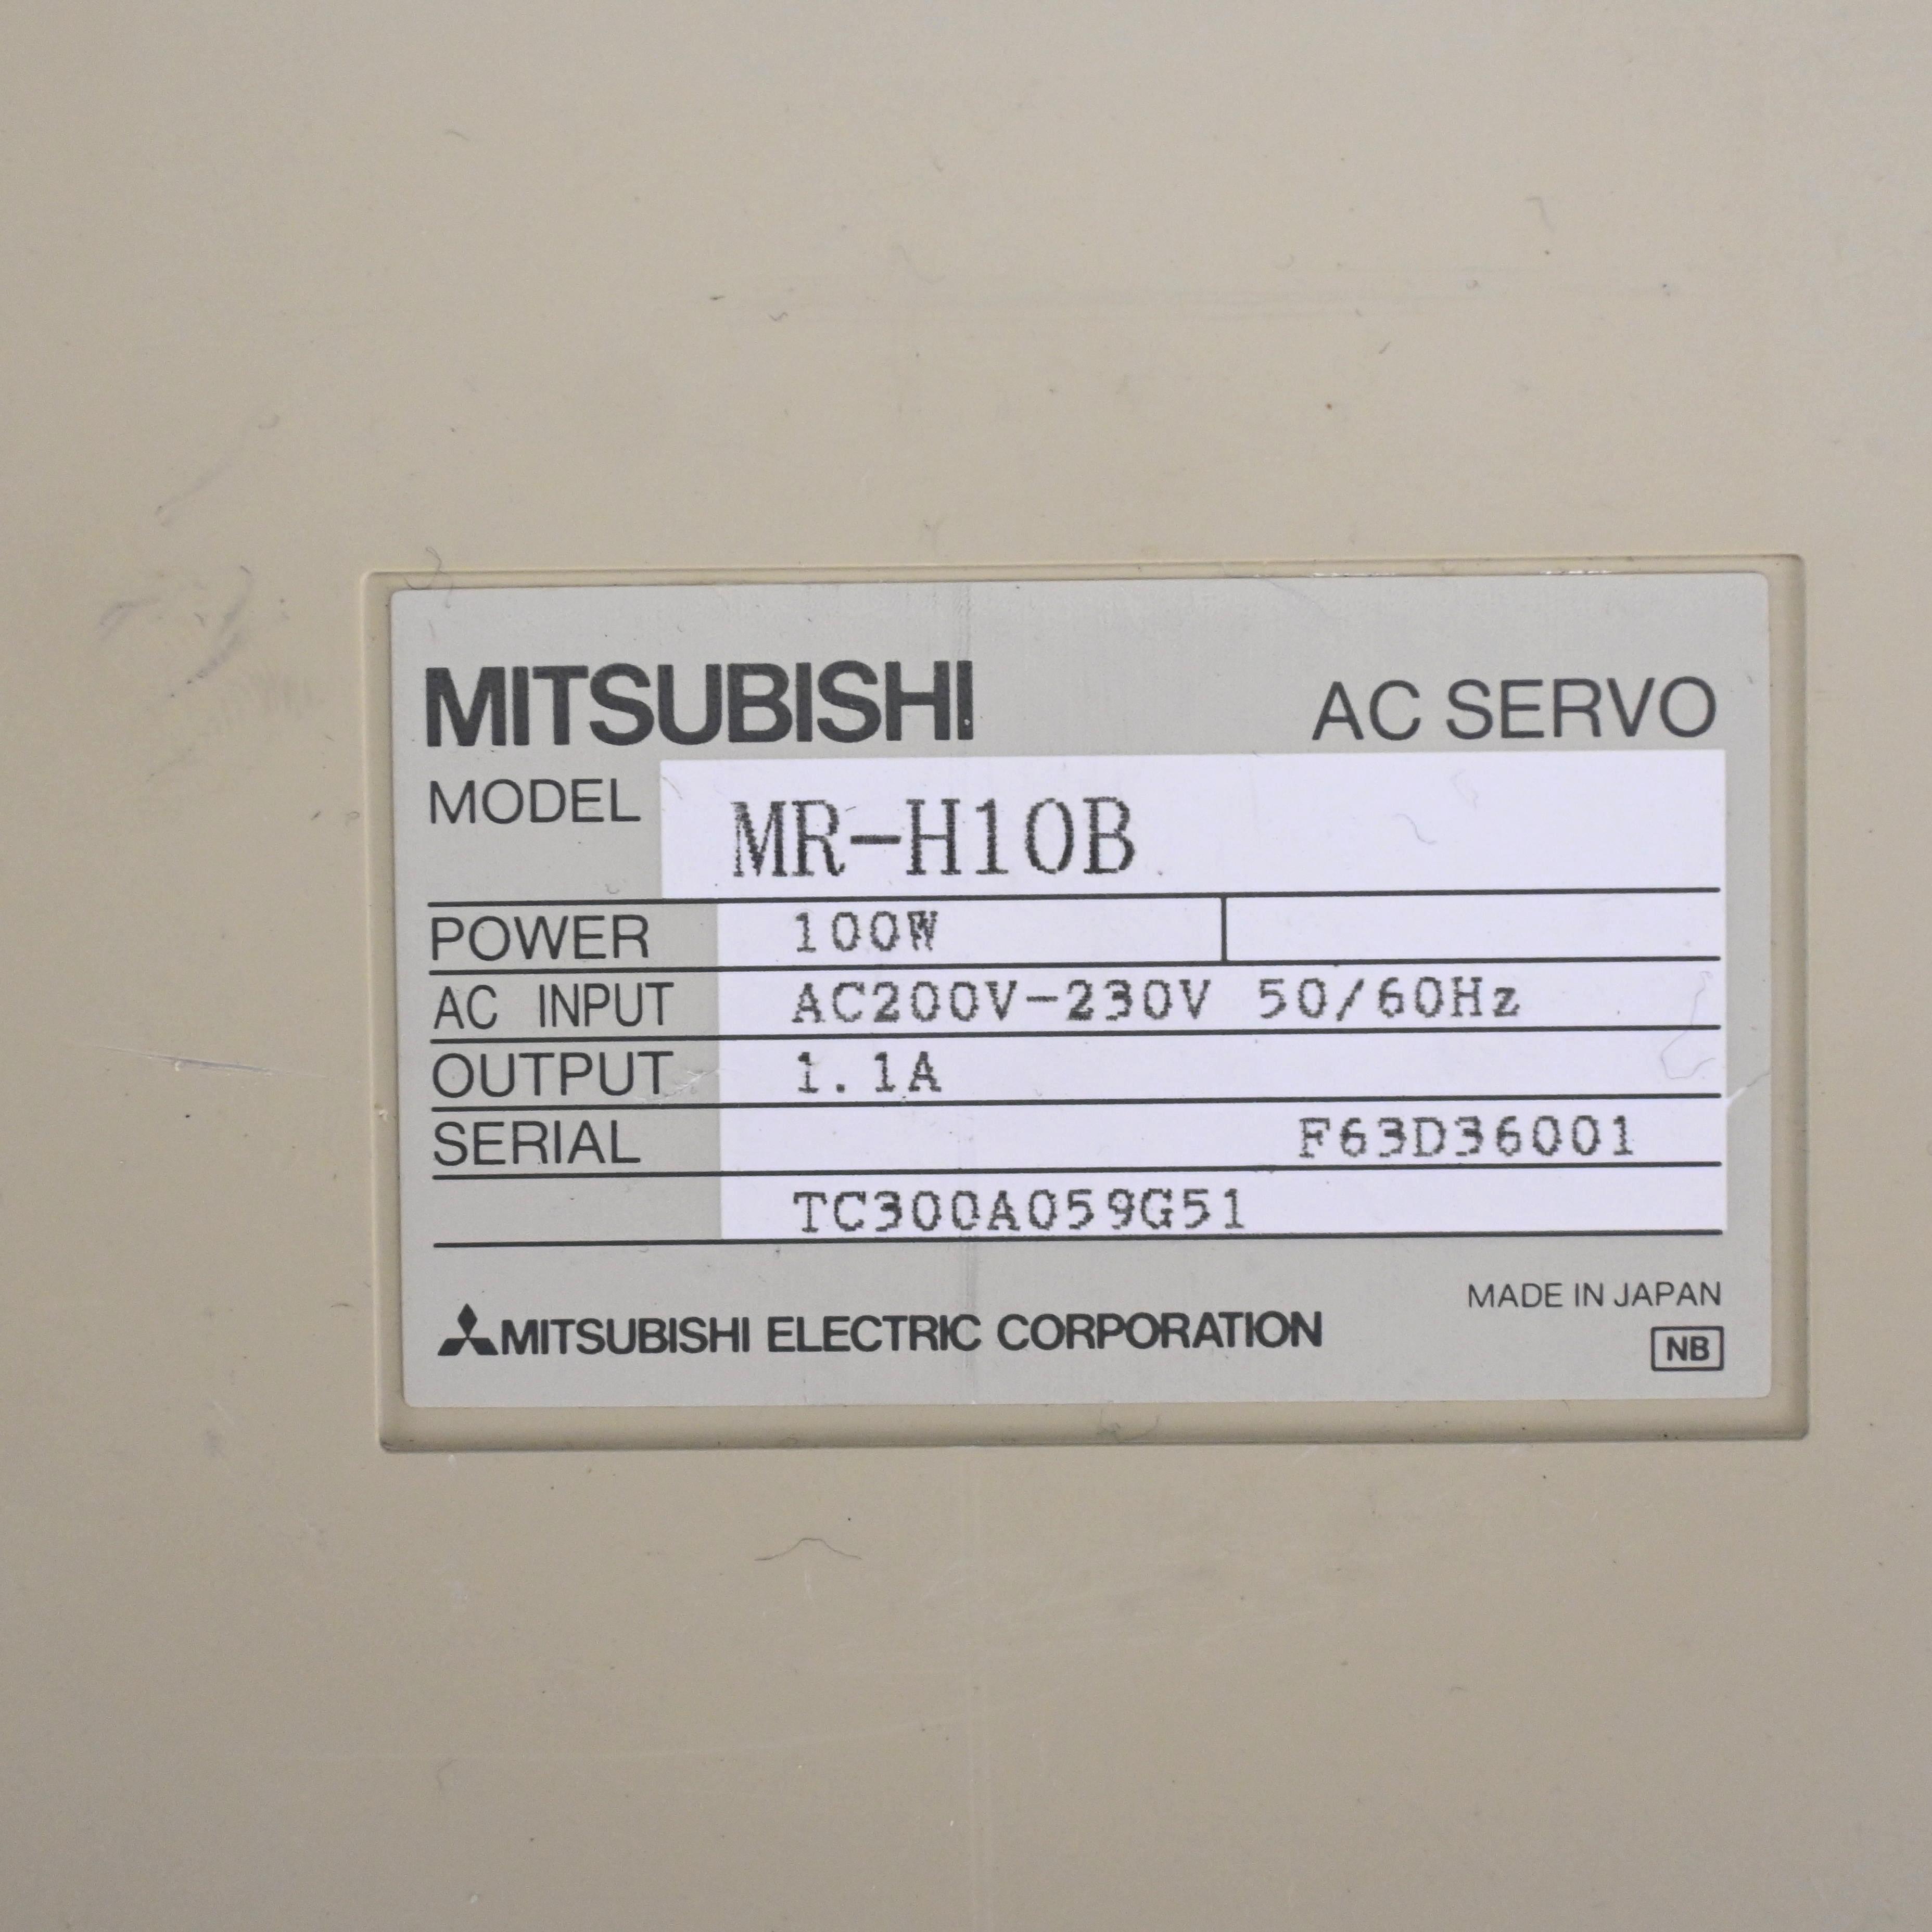 MITSUBISHI AC SERVO
MODEL MR-H10B
POWER 100W
AC INPUT AC200V-230V 50/60Hz
OUTPUT 1.1A
SERIAL F63D36001
TC300A059G51
MADE IN JAPAN
MITSUBISHI ELECTRIC CORPORATION
NB